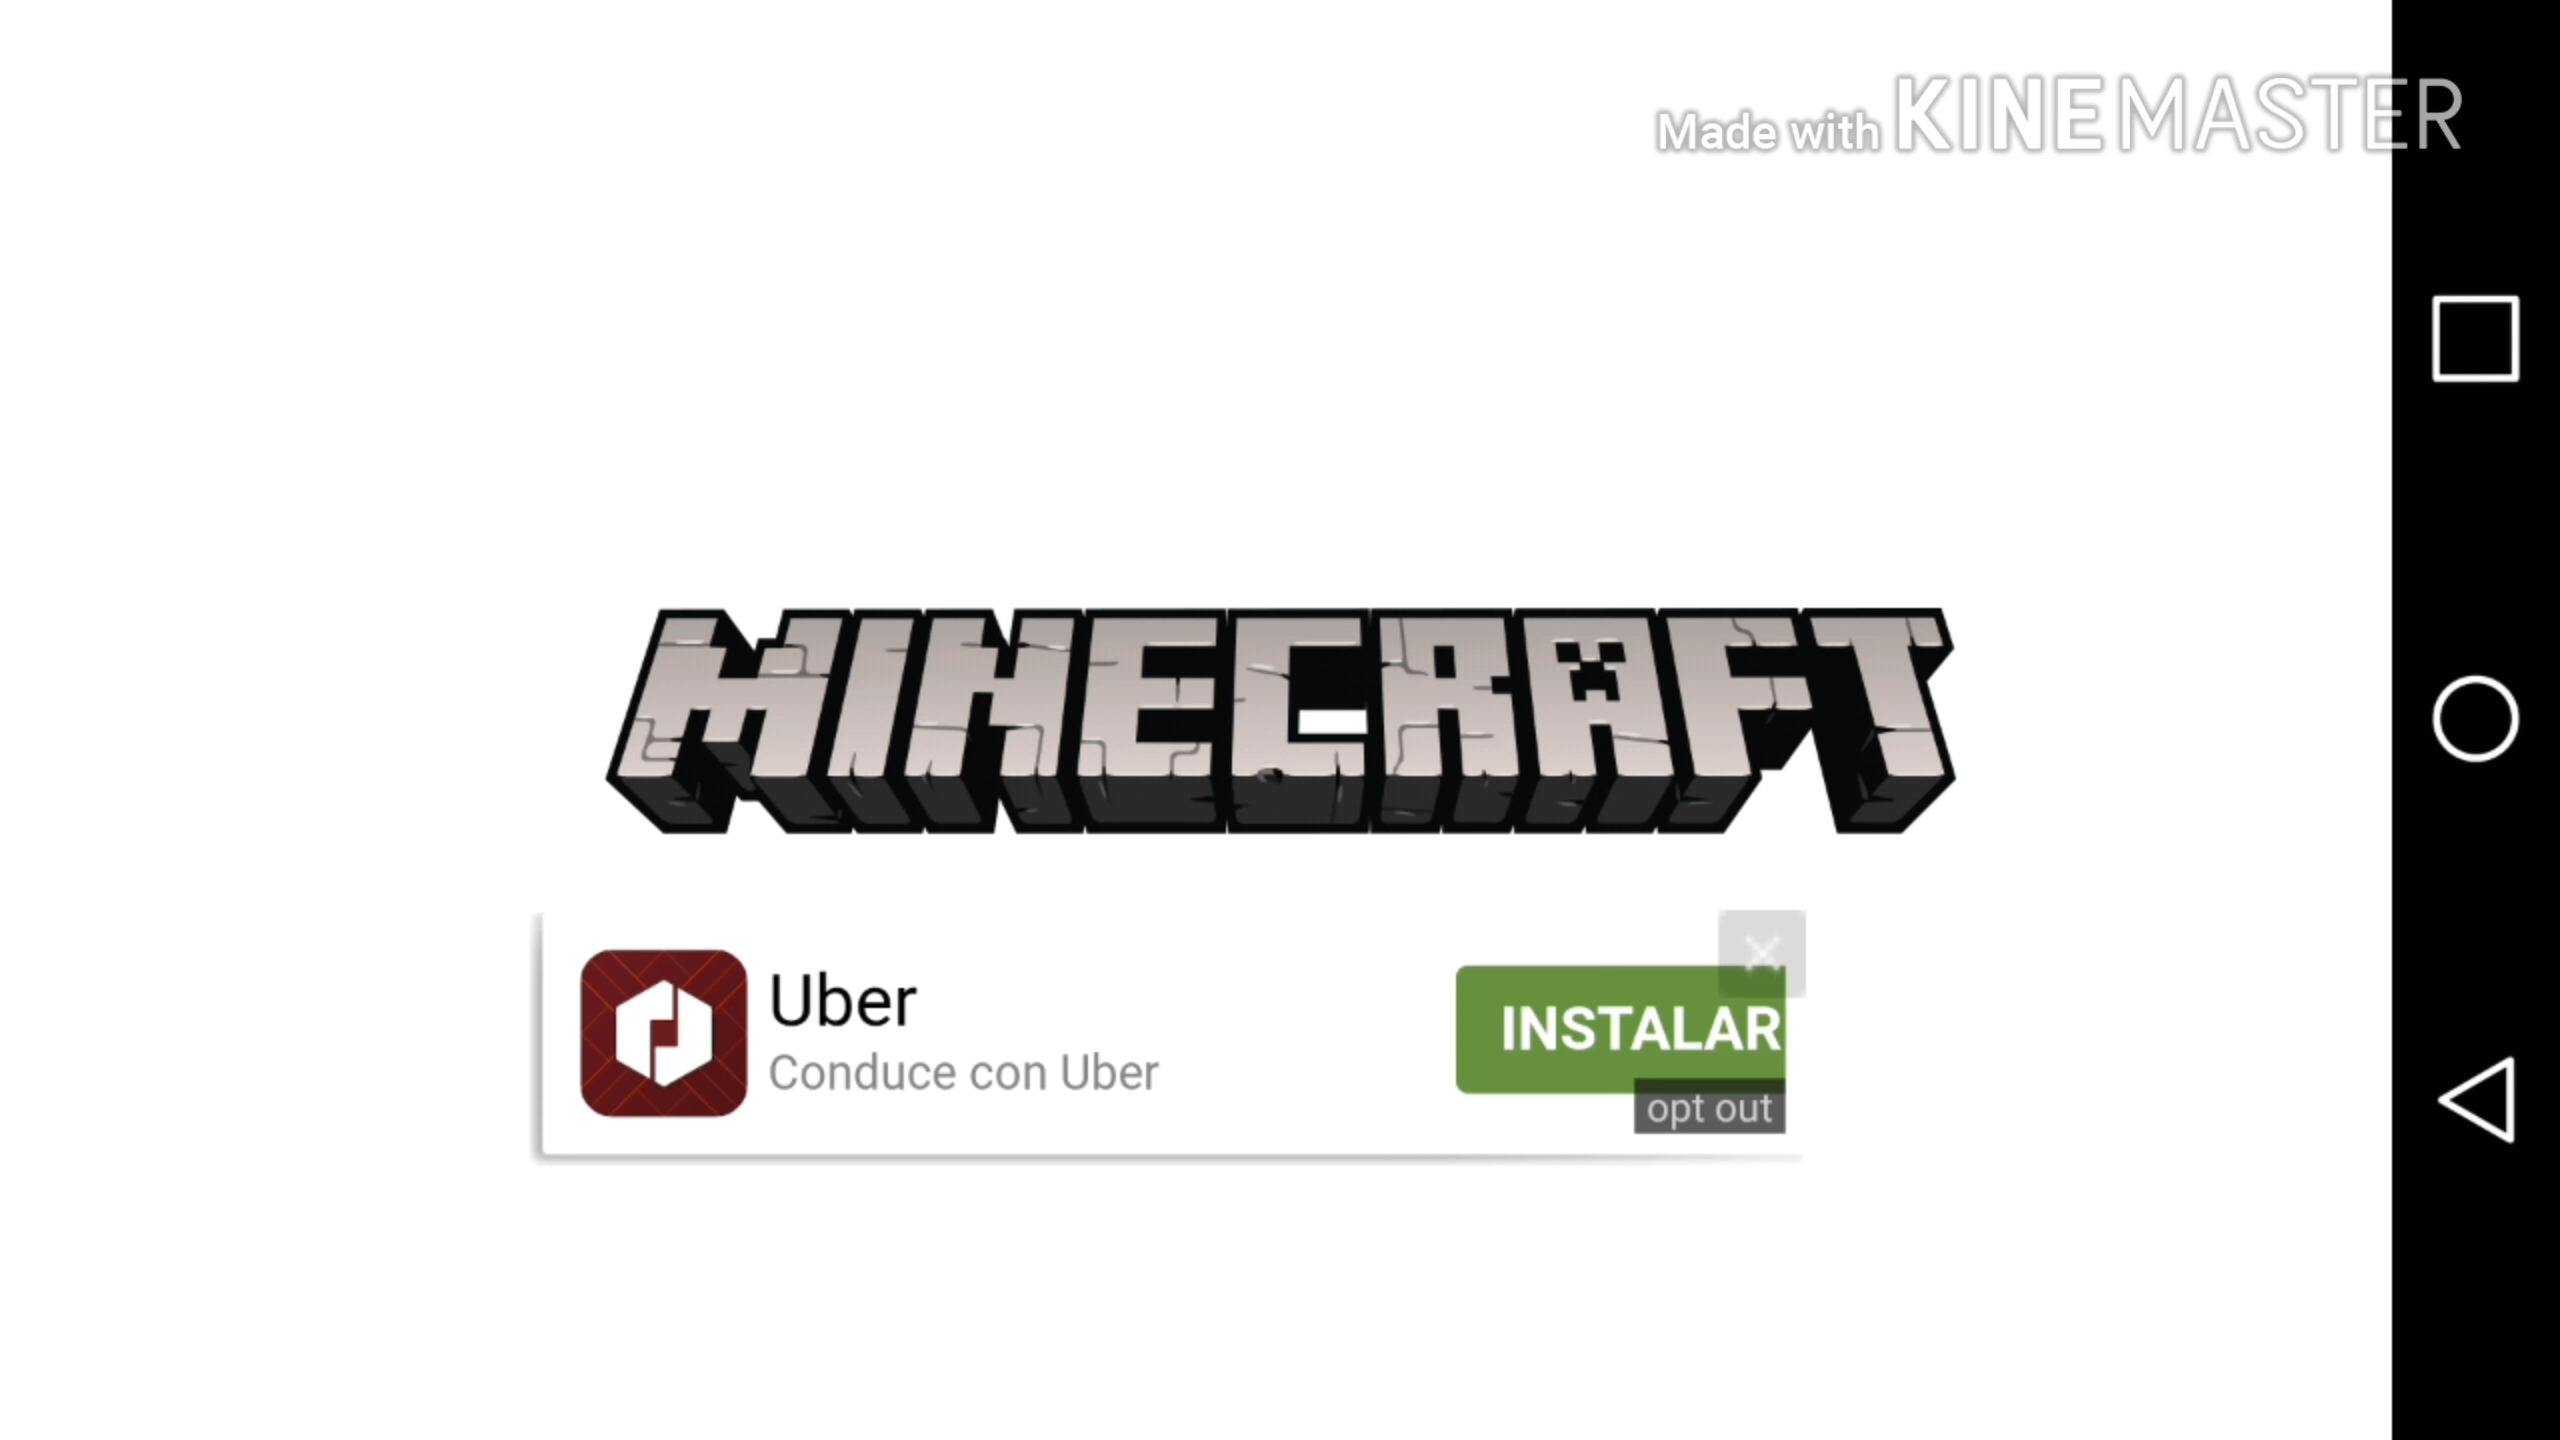 Made with KINEMASTER
MINECRAFT
Uber
Conduce con Uber
INSTALAR
opt out